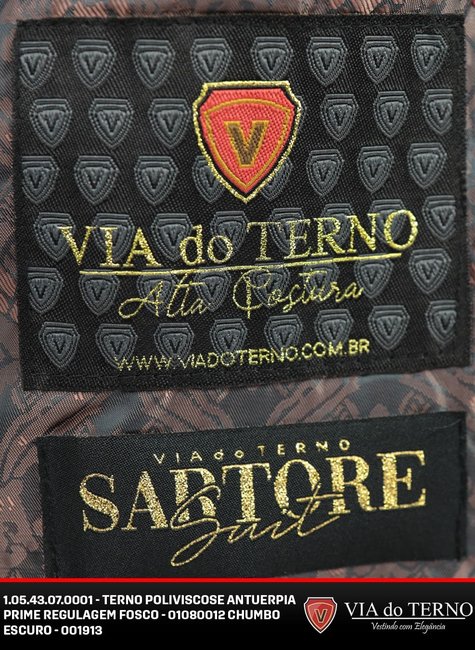 V
VIA do TERNO
Alta Postura
WWW.VIADOTERNO.COM.BR
VIA do TERNO
SARTORE
Suit
1.05.43.07.0001 - TERNO POLIVISCOSE ANTUERPIA
PRIME REGULAGEM FOSCO - 01080012 CHUMBO
ESCURO - 001913
V
VIA do TERNO
Vestindo com Elegância